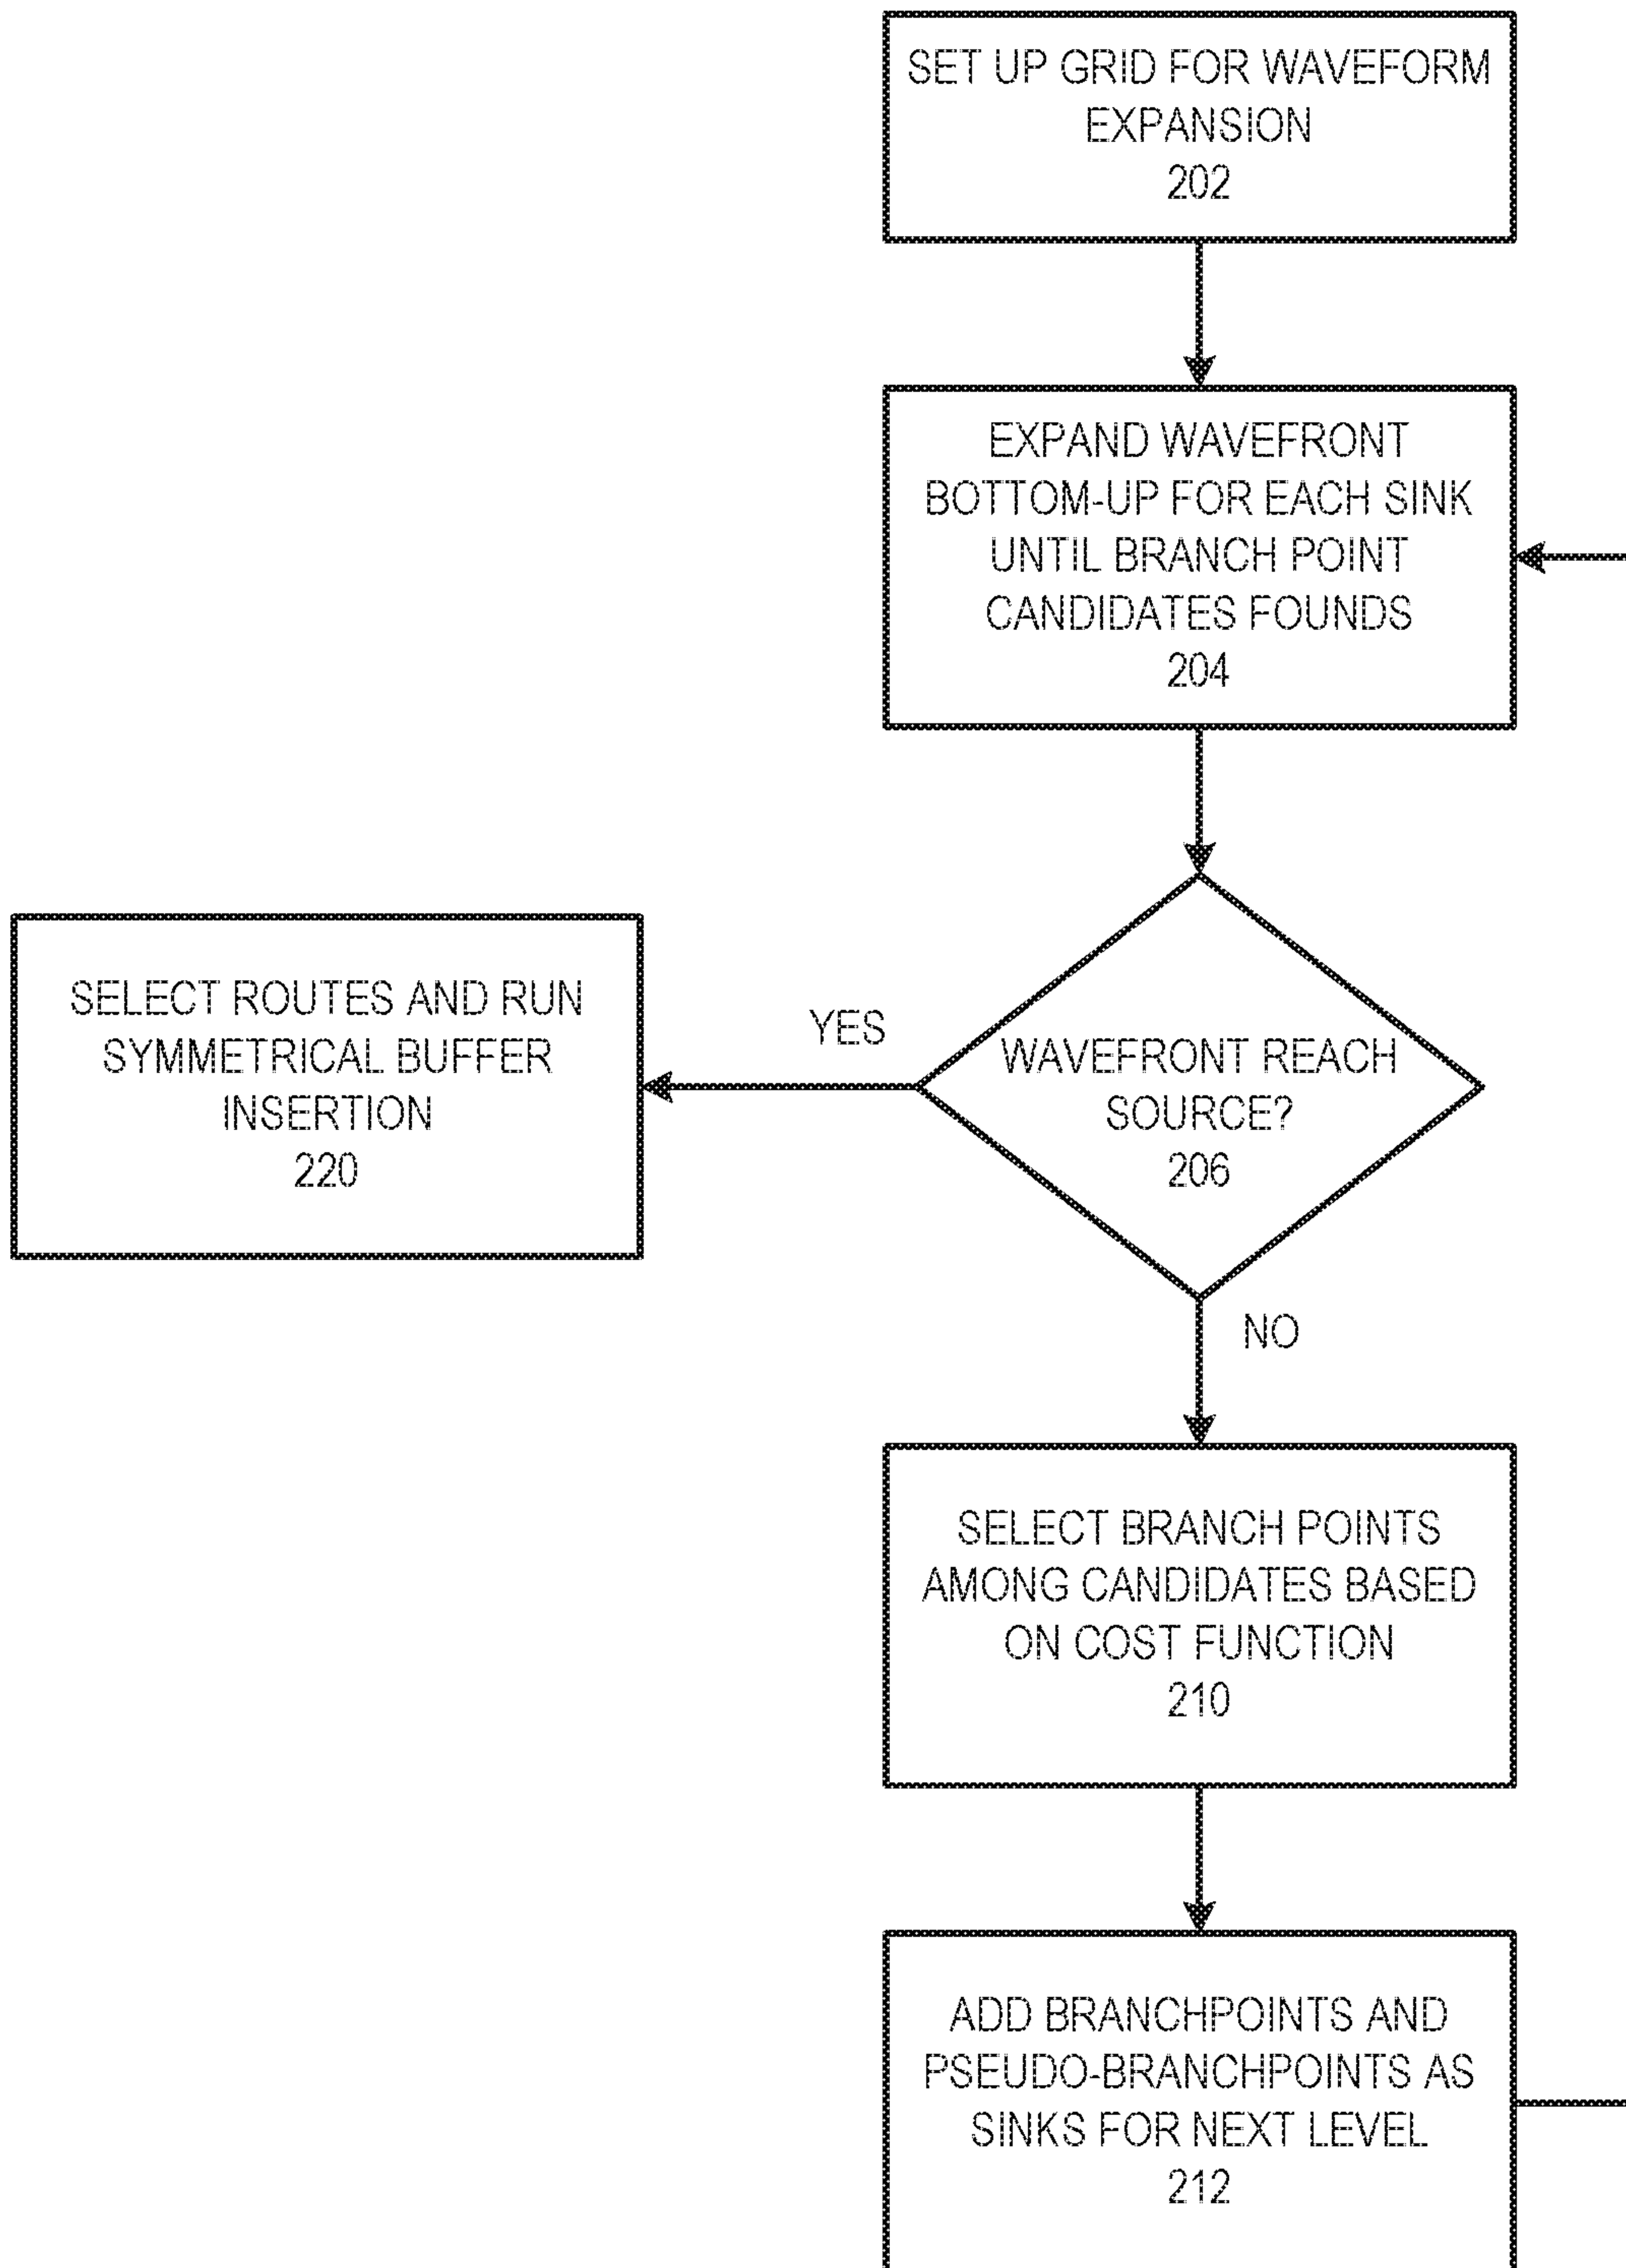 SET UP GRID FOR WAVEFORM
EXPANSION
202
EXPAND WAVEFRONT
BOTTOM-UP FOR EACH SINK
UNTIL BRANCH POINT
CANDIDATES FOUNDS
204
WAVEFRONT REACH
SOURCE?
206
YES
SELECT ROUTES AND RUN
SYMMETRICAL BUFFER
INSERTION
220
NO
SELECT BRANCH POINTS
AMONG CANDIDATES BASED
ON COST FUNCTION
210
ADD BRANCHPOINTS AND
PSEUDO-BRANCHPOINTS AS
SINKS FOR NEXT LEVEL
212